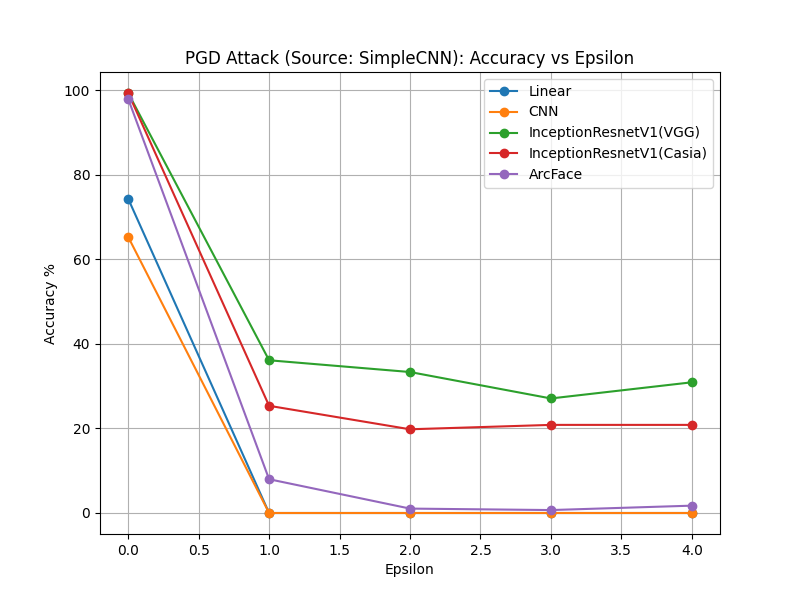 PGD Attack (Source: SimpleCNN): Accuracy vs Epsilon
Linear
CNN
InceptionResnetV1(VGG)
InceptionResnetV1(Casia)
ArcFace
Accuracy %
100
80
60
40
20
0
0.0 0.5 1.0 1.5 2.0 2.5 3.0 3.5 4.0
Epsilon